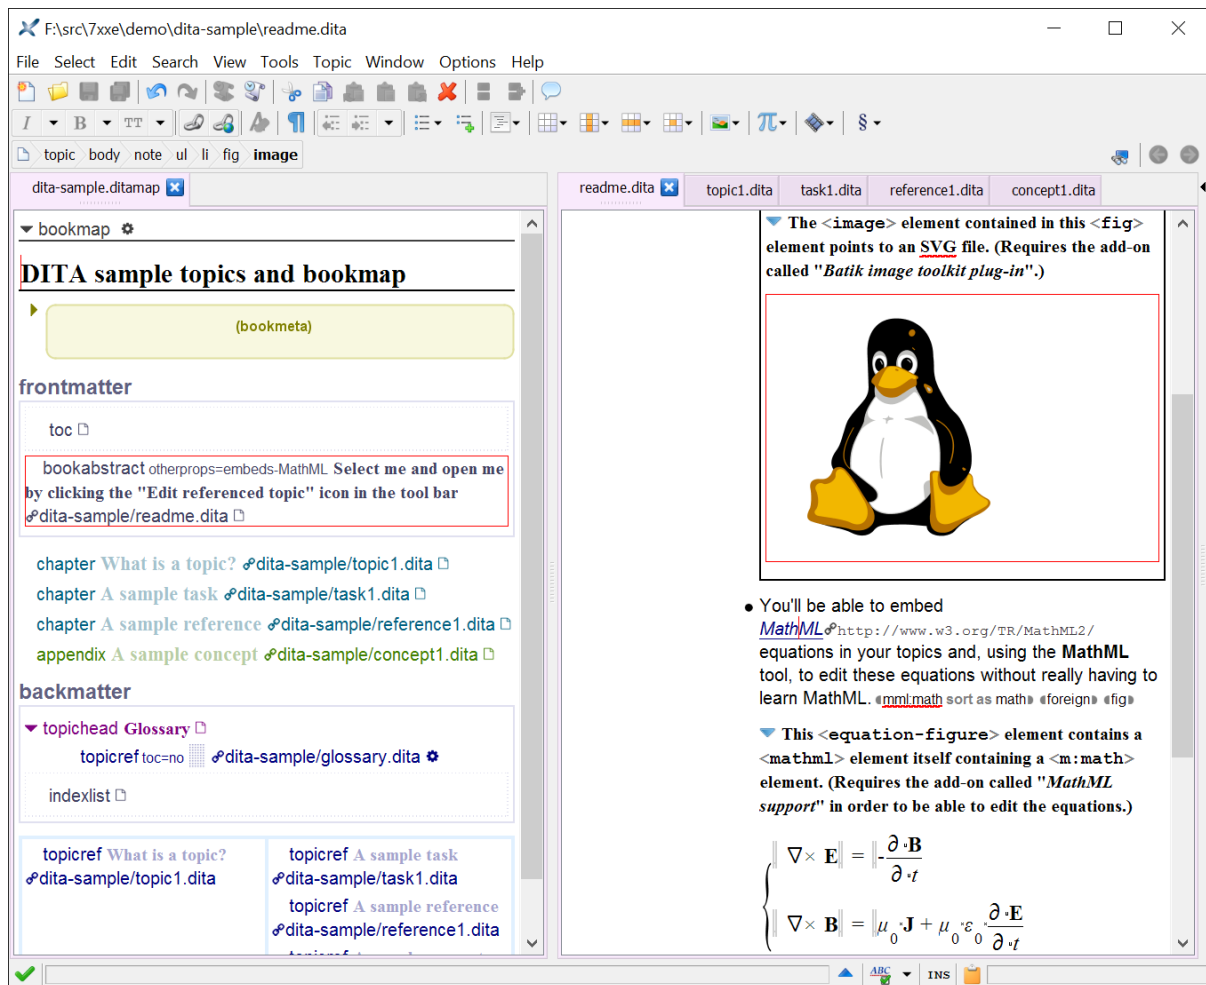 F:\src\7xxe\demo\dita-sample\readme.dita
File Select Edit Search View Tools Topic Window Options Help
I B TT π §
topic body note ul li fig image
dita-sample.ditamap
bookmap
DITA sample topics and bookmap
(bookmeta)
frontmatter
toc
bookabstract otherprops=embeds-MathML Select me and open me
by clicking the "Edit referenced topic" icon in the tool bar
dita-sample/readme.dita
chapter What is a topic? dita-sample/topic1.dita
chapter A sample task dita-sample/task1.dita
chapter A sample reference dita-sample/reference1.dita
appendix A sample concept dita-sample/concept1.dita
backmatter
topichead Glossary
topicref toc=no dita-sample/glossary.dita
indexlist
topicref What is a topic?
dita-sample/topic1.dita
topicref A sample task
dita-sample/task1.dita
topicref A sample reference
dita-sample/reference1.dita
readme.dita topic1.dita task1.dita reference1.dita concept1.dita
The <image> element contained in this <fig>
element points to an SVG file. (Requires the add-on
called "Batik image toolkit plug-in".)
You'll be able to embed
MathML http://www.w3.org/TR/MathML2/
equations in your topics and, using the MathML
tool, to edit these equations without really having to
learn MathML. mml:math sort as math foreign fig
This <equation-figure> element contains a
<mathml> element itself containing a <m:math>
element. (Requires the add-on called "MathML
support" in order to be able to edit the equations.)
∇× E = -∂ B / ∂ t
∇× B = μ0 J + μ0 ε0 ∂ E / ∂ t
ABC INS